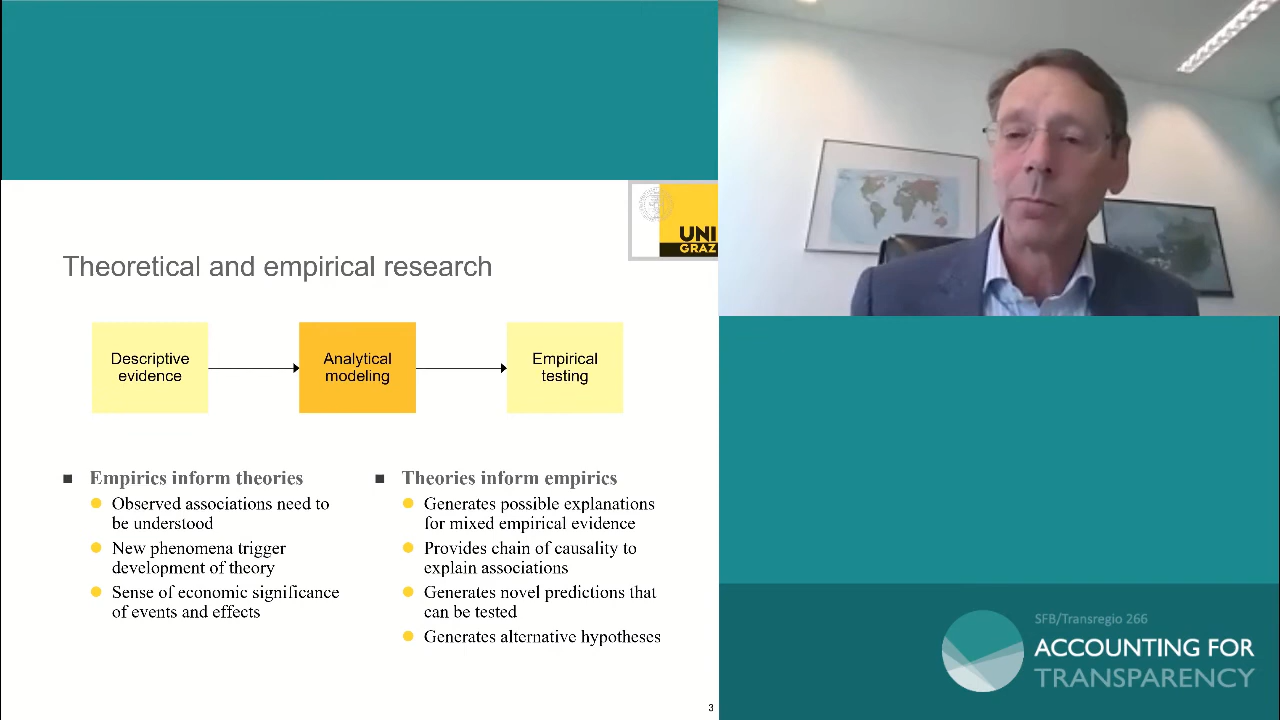 UNI
GRAZ
Theoretical and empirical research
Descriptive
evidence
Analytical
modeling
Empirical
testing
Empirics inform theories
Observed associations need to
be understood
New phenomena trigger
development of theory
Sense of economic significance
of events and effects
Theories inform empirics
Generates possible explanations
for mixed empirical evidence
Provides chain of causality to
explain associations
Generates novel predictions that
can be tested
Generates alternative hypotheses
3
SFB/Transregio 266
ACCOUNTING FOR
TRANSPARENCY